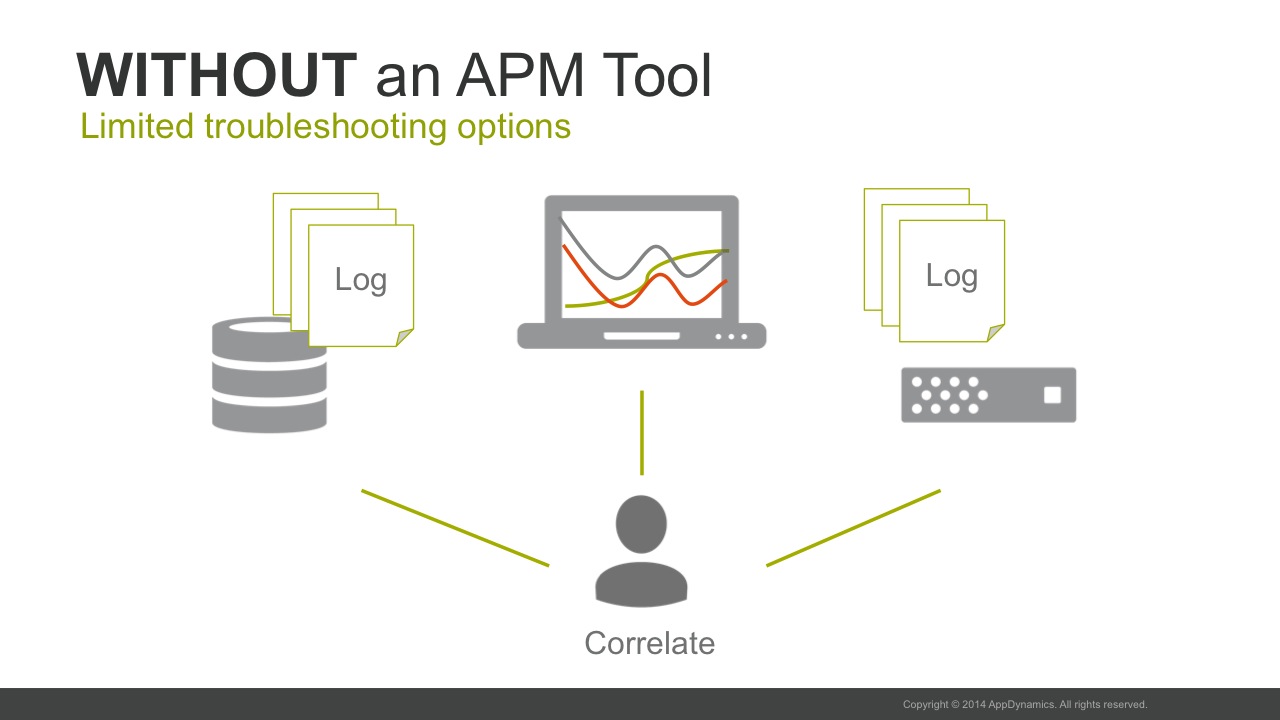 WITHOUT an APM Tool
Limited troubleshooting options
Log
Log
Correlate
Copyright © 2014 AppDynamics. All rights reserved.